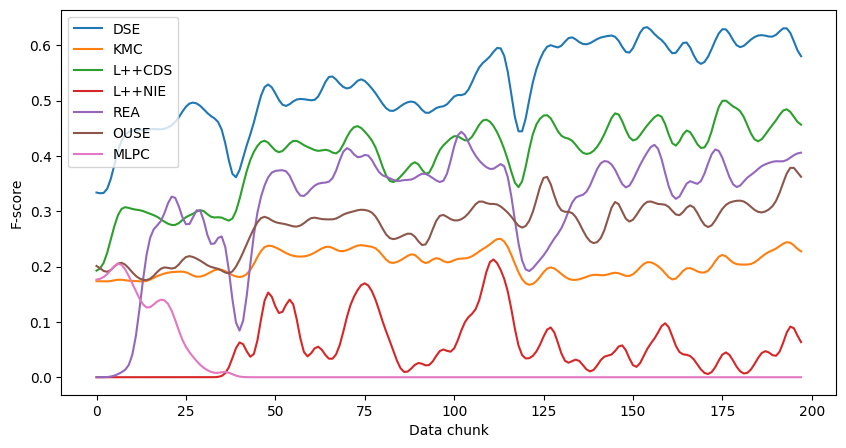 DSE
KMC
L++CDS
L++NIE
REA
OUSE
MLPC
F-score
0.6
0.5
0.4
0.3
0.2
0.1
0.0
0 25 50 75 100 125 150 175 200
Data chunk